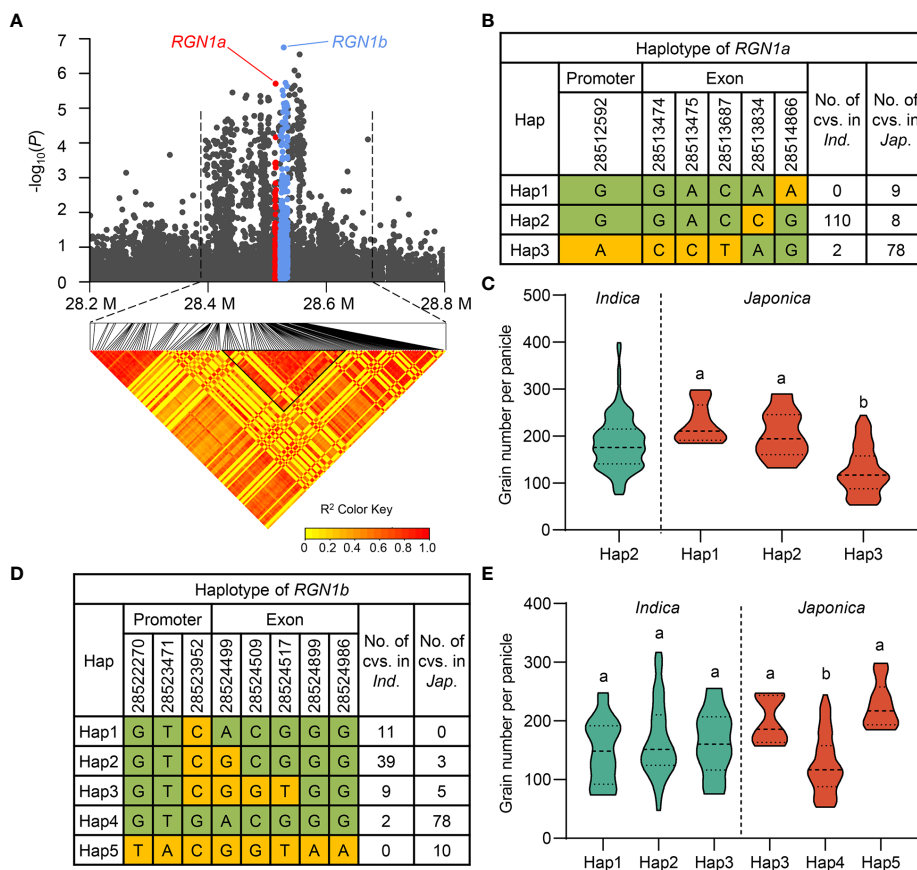 A
RGN1a
RGN1b
-log10(P)
7
6
5
4
3
2
1
0
28.2 M
28.4 M
28.6 M
28.8 M
R² Color Key
0 0.2 0.4 0.6 0.8 1.0
B
Haplotype of RGN1a
Hap
Promoter
Exon
No. of cvs. in Ind.
No. of cvs. in Jap.
28512592 28513474 28513475 28513687 28513834 28514866
Hap1 G G A C A A 0 9
Hap2 G G A C C G 110 8
Hap3 A C C T A G 2 78
C
Grain number per panicle
500
400
300
200
100
0
Indica
Japonica
a a b
Hap2 Hap1 Hap2 Hap3
D
Haplotype of RGN1b
Hap
Promoter
Exon
No. of cvs. in Ind.
No. of cvs. in Jap.
28522270 28523471 28523952 28524499 28524509 28524517 28524899 28524986
Hap1 G T C A C G G G 11 0
Hap2 G T C G C G G G 39 3
Hap3 G T C G G T G G 9 5
Hap4 G T G A C G G G 2 78
Hap5 T A C G G T A A 0 10
E
Grain number per panicle
400
300
200
100
0
Indica
Japonica
a a a a b a
Hap1 Hap2 Hap3 Hap3 Hap4 Hap5